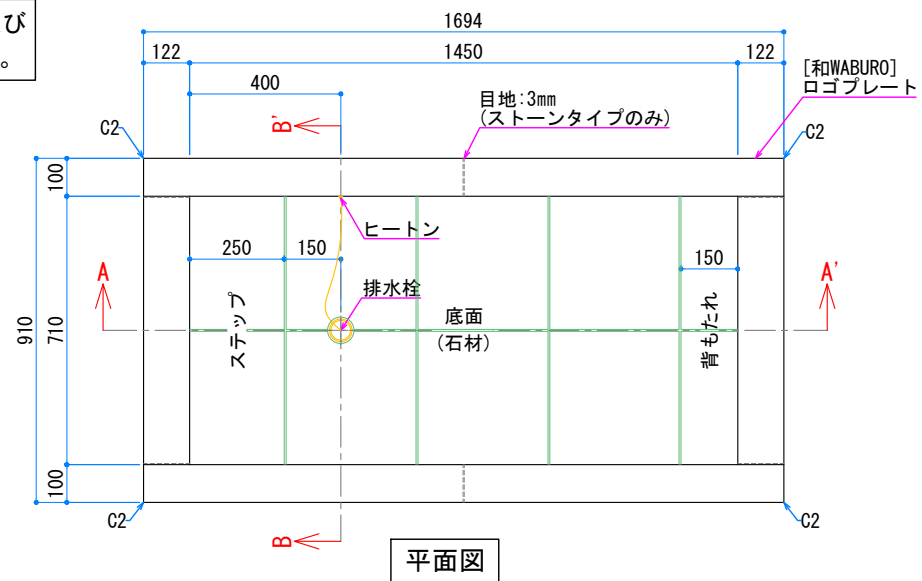 び
。
1694
122
1450
122
[和WABURO]
ロゴプレート
400
目地:3mm
(ストーンタイプのみ)
B'
C2
C2
100
ヒートン
250
150
150
A
A'
排水栓
910
710
ステップ
底面
(石材)
背もたれ
100
C2
C2
B
平面図